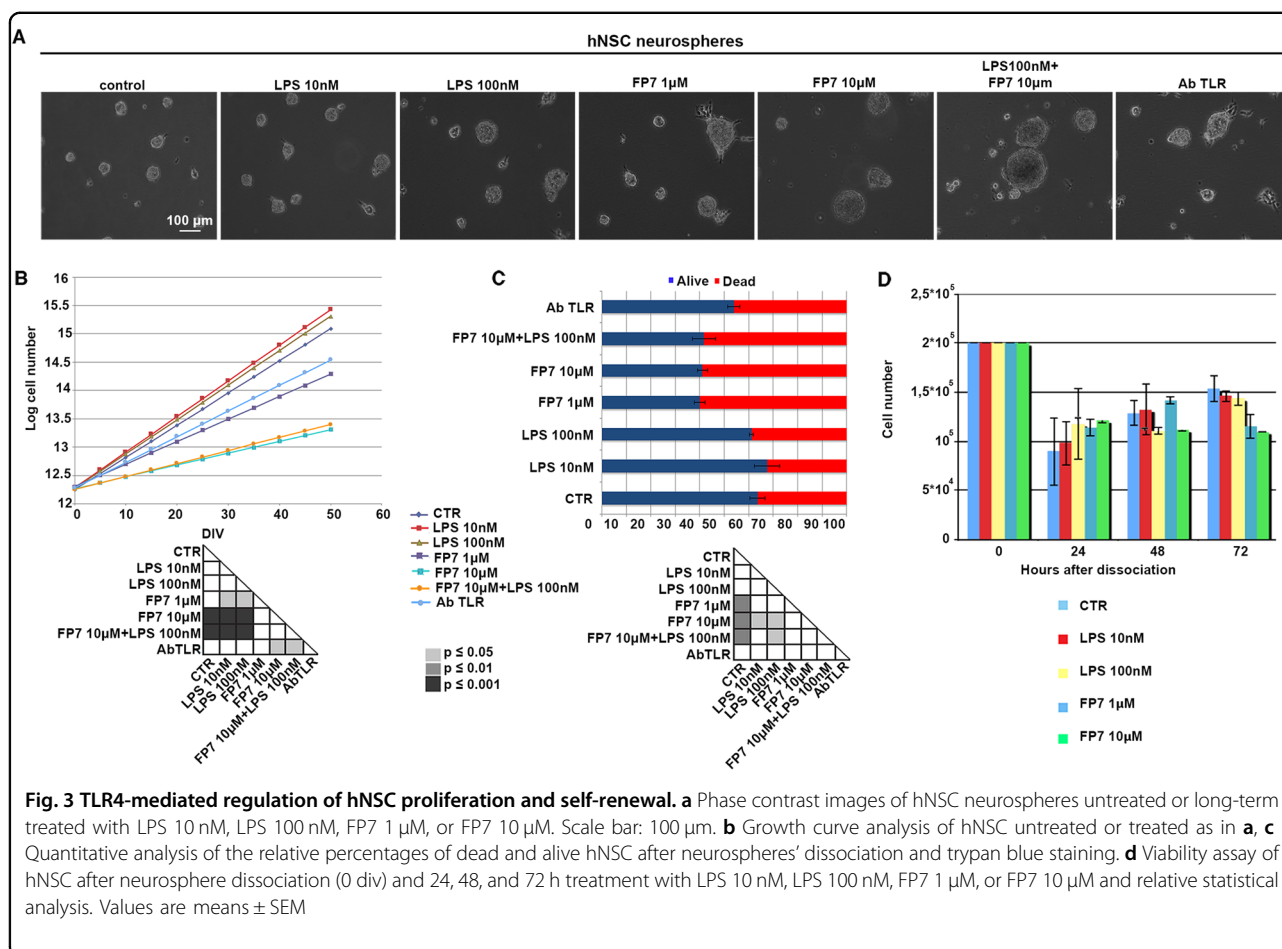 A
hNSC neurospheres
control
LPS 10nM
LPS 100nM
FP7 1µM
FP7 10µM
LPS100nM+
FP7 10µm
Ab TLR
100 µm
B
16
15.5
15
14.5
14
13.5
13
12.5
12
Log cell number
0 10 20 30 40 50 60
DIV
CTR
LPS 10nM
LPS 100nM
FP7 1µM
FP7 10µM
FP7 10µM+LPS 100nM
Ab TLR
CTR
LPS 10nM
LPS 100nM
FP7 1µM
FP7 10µM
FP7 10µM+LPS 100nM
AbTLR
CTR
LPS 10nM
LPS 100nM
FP7 1µM
FP7 10µM
FP7 10µM+LPS 100nM
AbTLR
p ≤ 0.05
p ≤ 0.01
p ≤ 0.001
C
Alive Dead
Ab TLR
FP7 10µM+LPS 100nM
FP7 10µM
FP7 1µM
LPS 100nM
LPS 10nM
CTR
0 10 20 30 40 50 60 70 80 90 100
CTR
LPS 10nM
LPS 100nM
FP7 1µM
FP7 10µM
FP7 10µM+LPS 100nM
AbTLR
CTR
LPS 10nM
LPS 100nM
FP7 1µM
FP7 10µM
FP7 10µM+LPS 100nM
AbTLR
D
2,5*10⁵
2*10⁵
1,5*10⁵
1*10⁵
5*10⁴
0
Cell number
0 24 48 72
Hours after dissociation
CTR
LPS 10nM
LPS 100nM
FP7 1µM
FP7 10µM
Fig. 3 TLR4-mediated regulation of hNSC proliferation and self-renewal. a Phase contrast images of hNSC neurospheres untreated or long-term
treated with LPS 10 nM, LPS 100 nM, FP7 1 µM, or FP7 10 µM. Scale bar: 100 µm. b Growth curve analysis of hNSC untreated or treated as in a, c
Quantitative analysis of the relative percentages of dead and alive hNSC after neurospheres' dissociation and trypan blue staining. d Viability assay of
hNSC after neurosphere dissociation (0 div) and 24, 48, and 72 h treatment with LPS 10 nM, LPS 100 nM, FP7 1 µM, or FP7 10 µM and relative statistical
analysis. Values are means ± SEM